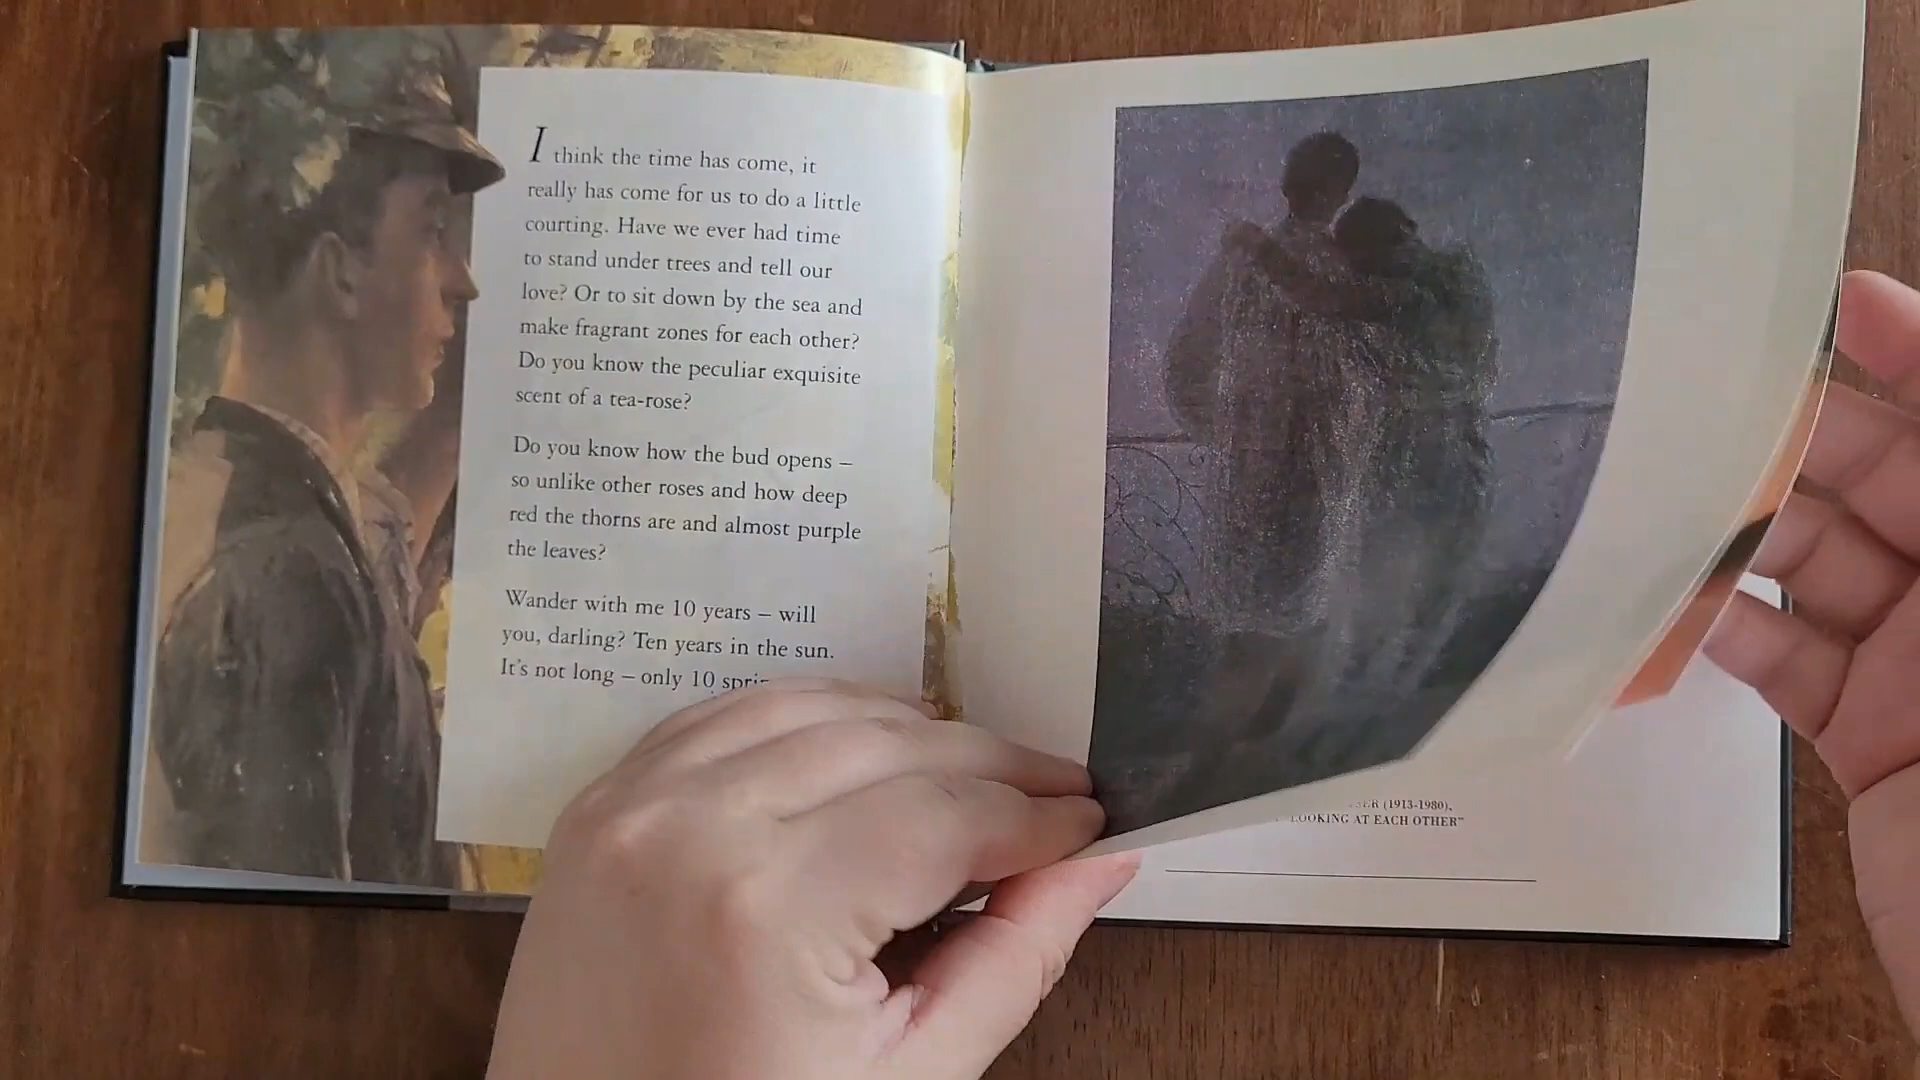 I think the time has come, it
really has come for us to do a little
courting. Have we ever had time
to stand under trees and tell our
love? Or to sit down by the sea and
make fragrant zones for each other?
Do you know the peculiar exquisite
scent of a tea-rose?
Do you know how the bud opens –
so unlike other roses and how deep
red the thorns are and almost purple
the leaves?
Wander with me 10 years – will
you, darling? Ten years in the sun.
It's not long – only 10
(1913-1980),
LOOKING AT EACH OTHER"